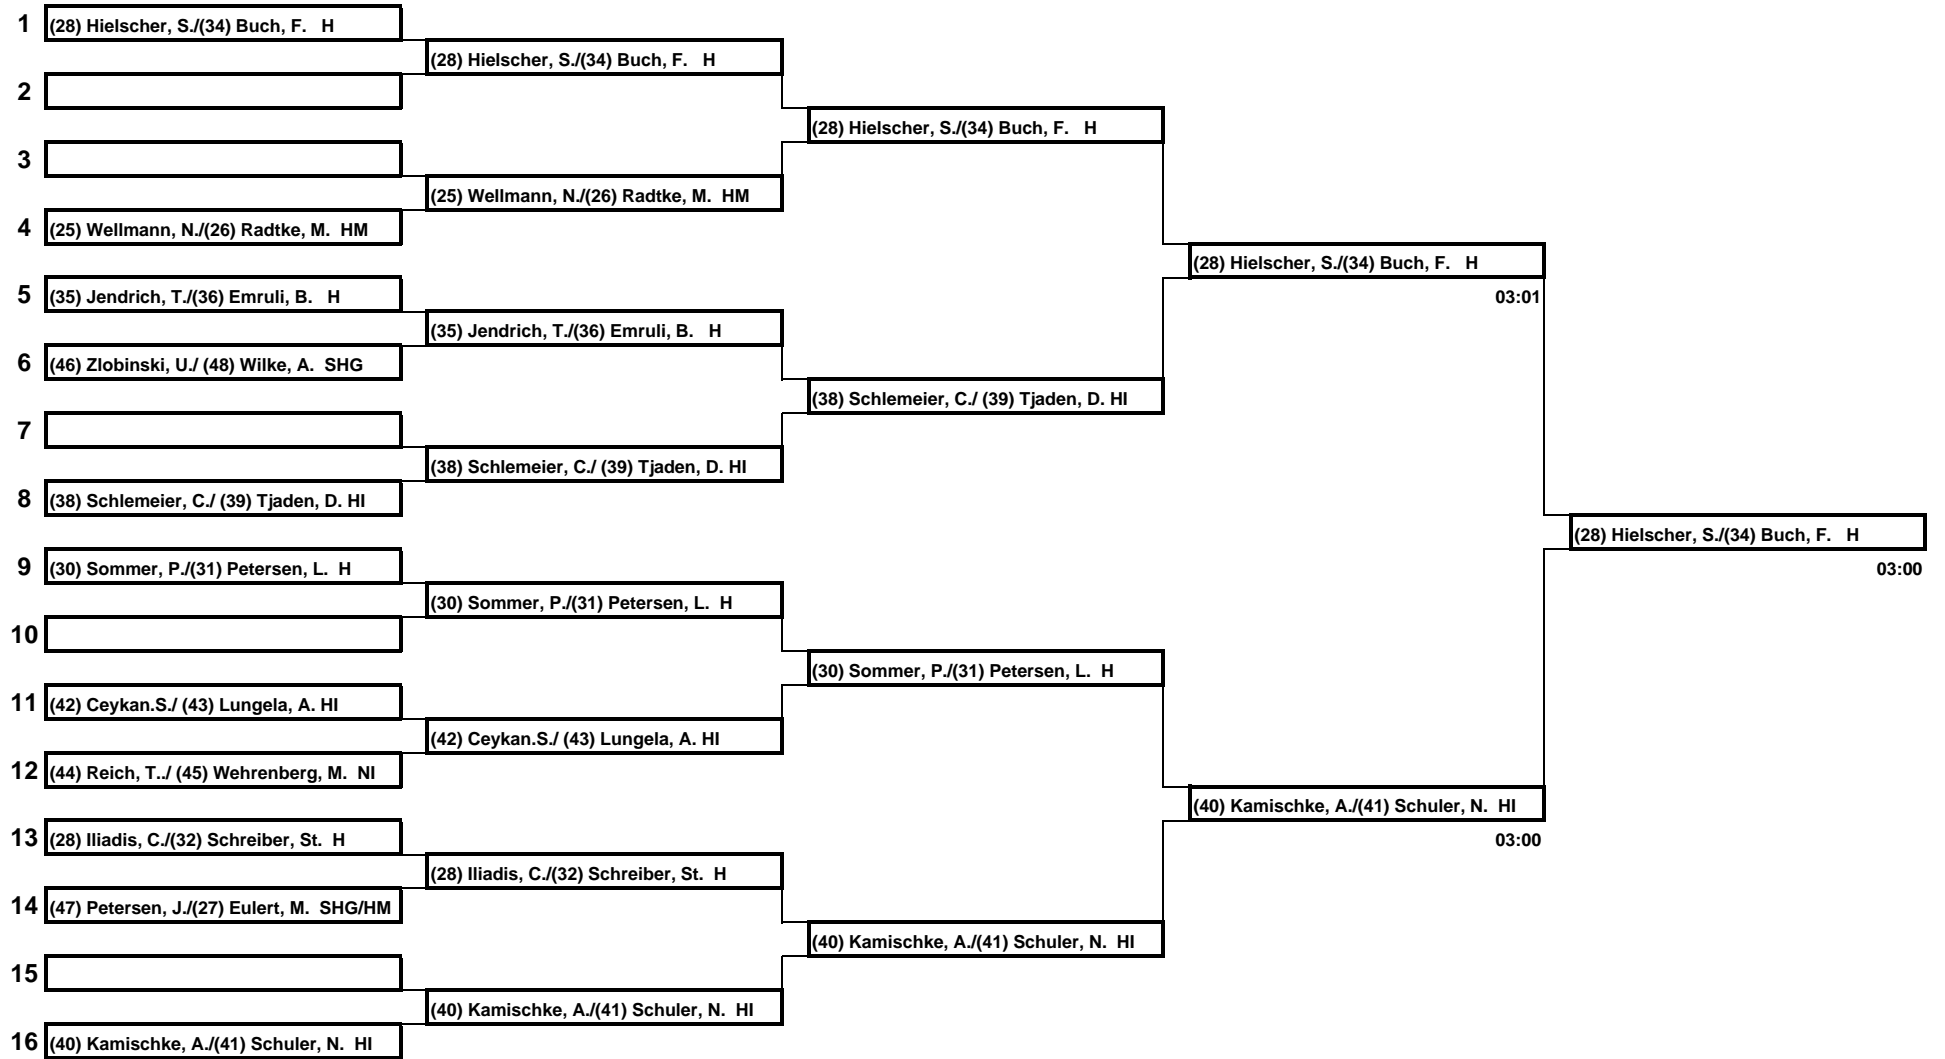 1 (28) Hielscher, S./(34) Buch, F. H
(28) Hielscher, S./(34) Buch, F. H
2
(28) Hielscher, S./(34) Buch, F. H
3
(25) Wellmann, N./(26) Radtke, M. HM
4 (25) Wellmann, N./(26) Radtke, M. HM
(28) Hielscher, S./(34) Buch, F. H
5 (35) Jendrich, T./(36) Emruli, B. H
03:01
(35) Jendrich, T./(36) Emruli, B. H
6 (46) Zlobinski, U./ (48) Wilke, A. SHG
(38) Schlemeier, C./ (39) Tjaden, D. HI
7
(38) Schlemeier, C./ (39) Tjaden, D. HI
8 (38) Schlemeier, C./ (39) Tjaden, D. HI
(28) Hielscher, S./(34) Buch, F. H
9 (30) Sommer, P./(31) Petersen, L. H
03:00
(30) Sommer, P./(31) Petersen, L. H
10
(30) Sommer, P./(31) Petersen, L. H
11 (42) Ceykan.S./ (43) Lungela, A. HI
(42) Ceykan.S./ (43) Lungela, A. HI
12 (44) Reich, T../ (45) Wehrenberg, M. NI
(40) Kamischke, A./(41) Schuler, N. HI
13 (28) Iliadis, C./(32) Schreiber, St. H
03:00
(28) Iliadis, C./(32) Schreiber, St. H
14 (47) Petersen, J./(27) Eulert, M. SHG/HM
(40) Kamischke, A./(41) Schuler, N. HI
15
(40) Kamischke, A./(41) Schuler, N. HI
16 (40) Kamischke, A./(41) Schuler, N. HI